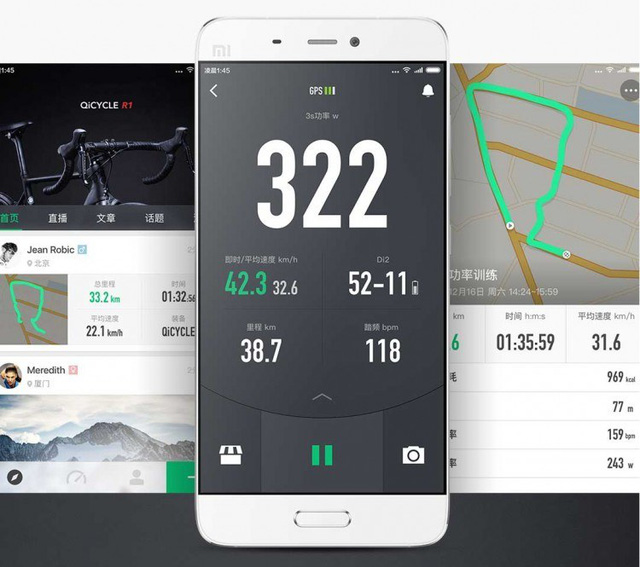 1:45
QiCYCLE R1
首页 直播 文章 话题
Jean Robic
北京
总里程 时间
33.2 km 01:32:56
平均速度 装备
22.1 km/h QiCYCLE
Meredith
厦门
MI
凌晨1:45
GPS
3s功率 w
322
即时/平均速度 km/h Di2
42.3 32.6 52-11
里程 km 踏频 bpm
38.7 118
功率训练
12月16日 周六 14:24-15:59
km 时间 h:m:s 平均速度 km/h
6 01:35:59 31.6
耗 969 kcal
77 m
率 159 bpm
率 243 w